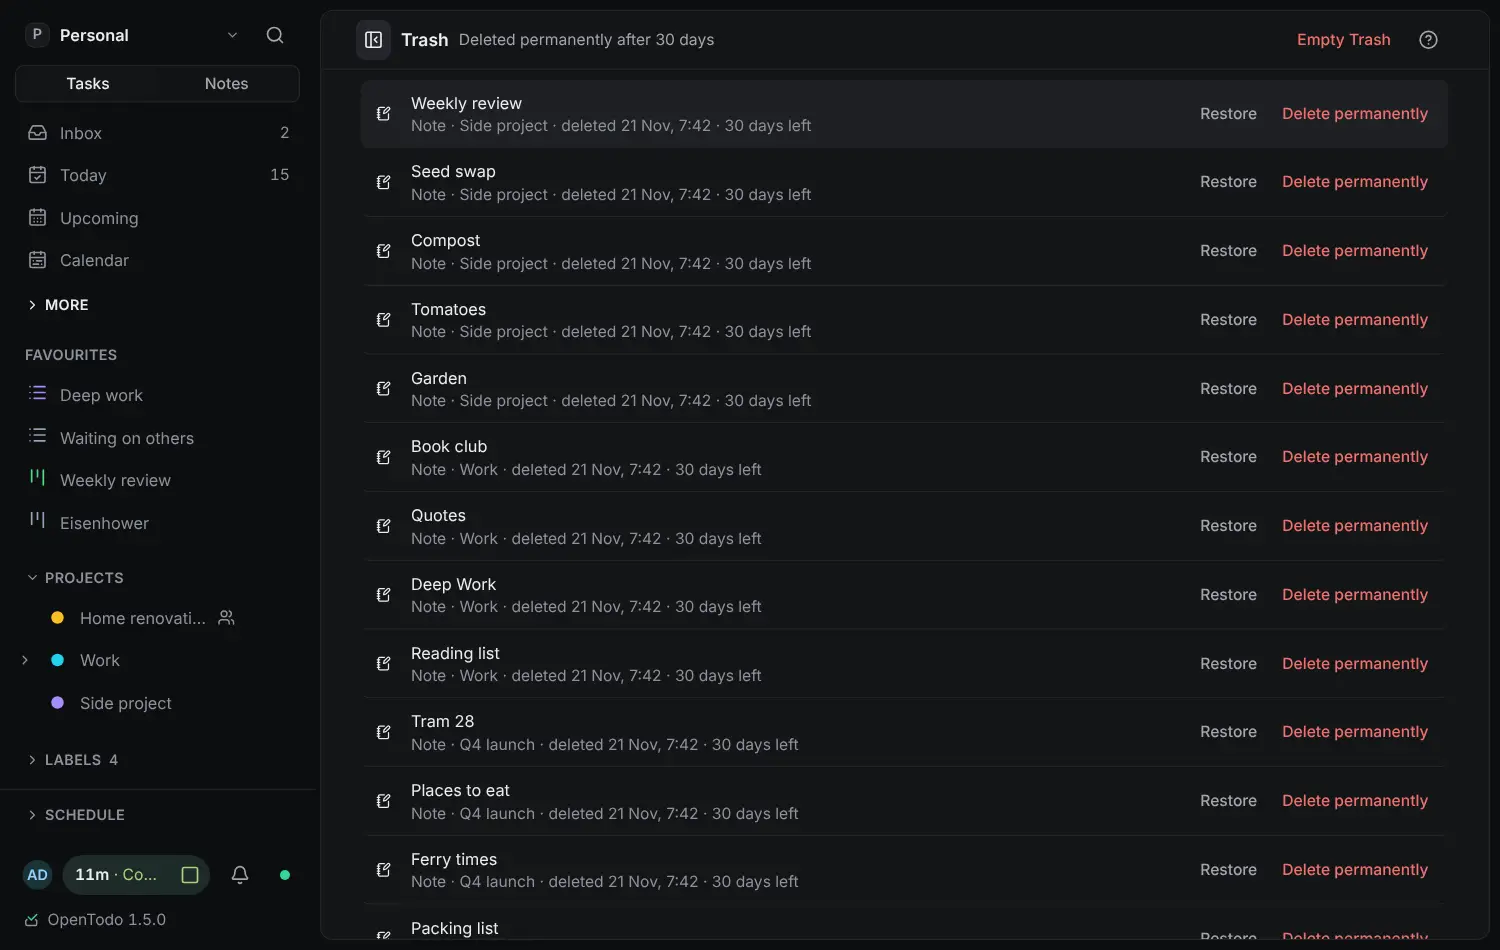 P Personal
Tasks Notes
Inbox 2
Today 15
Upcoming
Calendar
MORE
FAVOURITES
Deep work
Waiting on others
Weekly review
Eisenhower
PROJECTS
Home renovati...
Work
Side project
LABELS 4
SCHEDULE
AD 11m · Co...
OpenTodo 1.5.0
Trash Deleted permanently after 30 days Empty Trash
Weekly review
Note · Side project · deleted 21 Nov, 7:42 · 30 days left
Restore Delete permanently
Seed swap
Note · Side project · deleted 21 Nov, 7:42 · 30 days left
Restore Delete permanently
Compost
Note · Side project · deleted 21 Nov, 7:42 · 30 days left
Restore Delete permanently
Tomatoes
Note · Side project · deleted 21 Nov, 7:42 · 30 days left
Restore Delete permanently
Garden
Note · Side project · deleted 21 Nov, 7:42 · 30 days left
Restore Delete permanently
Book club
Note · Work · deleted 21 Nov, 7:42 · 30 days left
Restore Delete permanently
Quotes
Note · Work · deleted 21 Nov, 7:42 · 30 days left
Restore Delete permanently
Deep Work
Note · Work · deleted 21 Nov, 7:42 · 30 days left
Restore Delete permanently
Reading list
Note · Work · deleted 21 Nov, 7:42 · 30 days left
Restore Delete permanently
Tram 28
Note · Q4 launch · deleted 21 Nov, 7:42 · 30 days left
Restore Delete permanently
Places to eat
Note · Q4 launch · deleted 21 Nov, 7:42 · 30 days left
Restore Delete permanently
Ferry times
Note · Q4 launch · deleted 21 Nov, 7:42 · 30 days left
Restore Delete permanently
Packing list
Restore Delete permanently